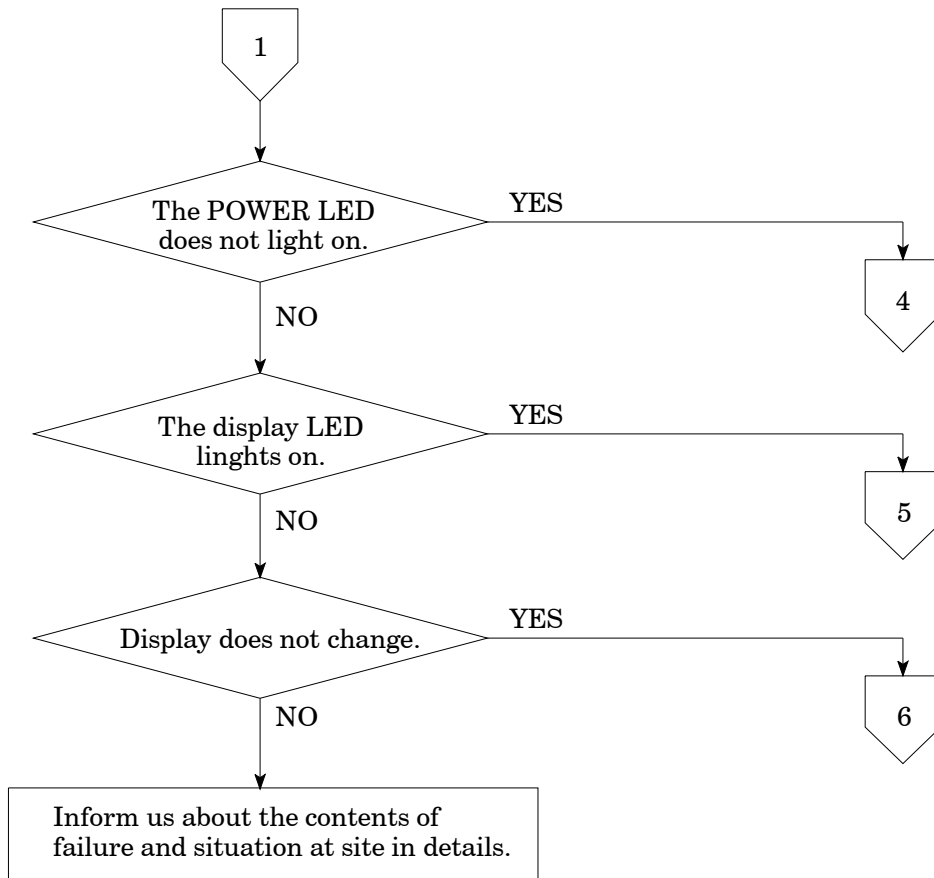 1
The POWER LED
does not light on.
YES
4
NO
The display LED
linghts on.
YES
5
NO
Display does not change.
YES
6
NO
Inform us about the contents of
failure and situation at site in details.